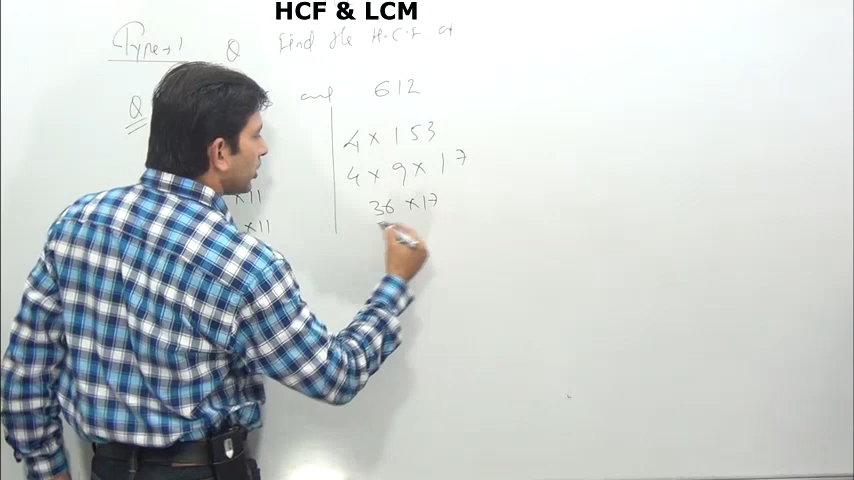 HCF & LCM
Type-1 Q Find the H.C.F of
Q and 612
4 × 153
4 × 9 × 17
×11 36 ×17
×11